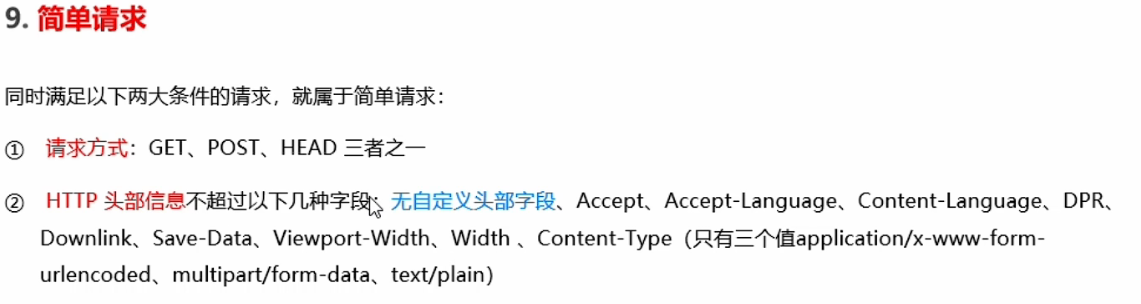 9. 简单请求
同时满足以下两大条件的请求，就属于简单请求：
① 请求方式：GET、POST、HEAD 三者之一
② HTTP 头部信息不超过以下几种字段：无自定义头部字段、Accept、Accept-Language、Content-Language、DPR、
Downlink、Save-Data、Viewport-Width、Width 、Content-Type（只有三个值application/x-www-form-
urlencoded、multipart/form-data、text/plain）